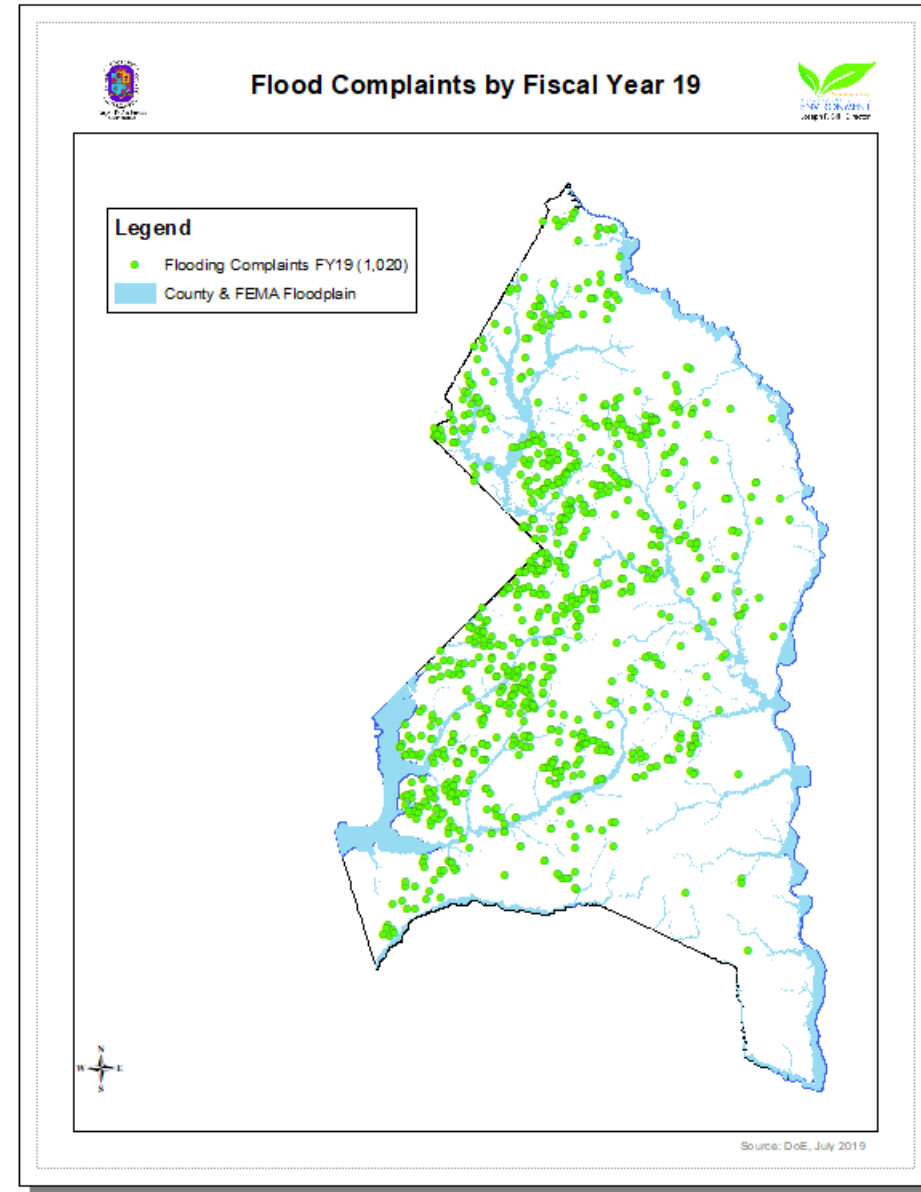 Flood Complaints by Fiscal Year 19
ENVIRONMENT
Legend
Flooding Complaints FY19 (1,020)
County & FEMA Floodplain
N
W E
S
Source: DoE, July 2019